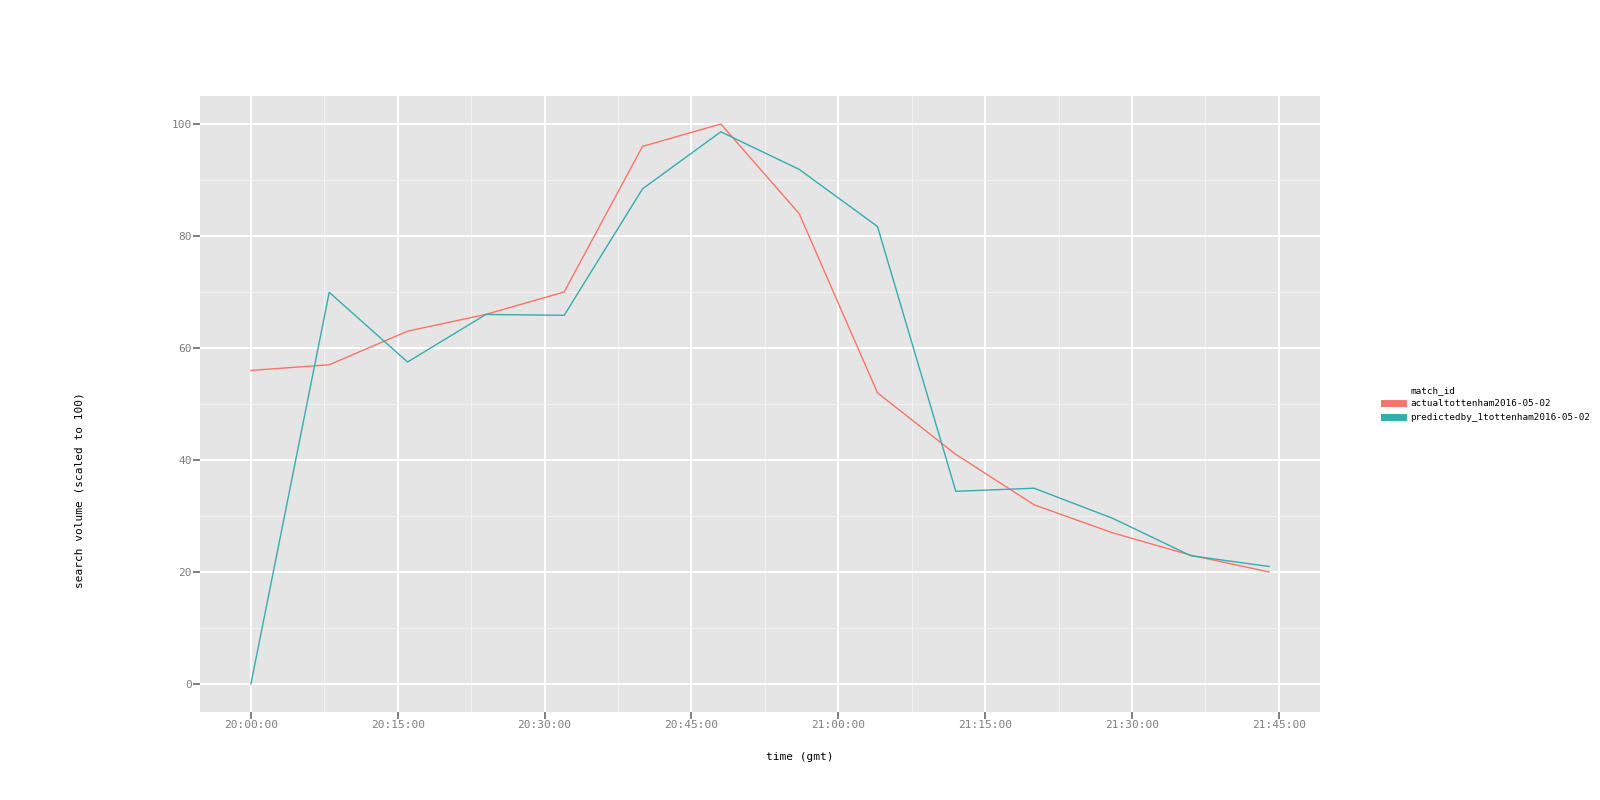 100
80
60
40
20
0
search volume (scaled to 100)
20:00:00 20:15:00 20:30:00 20:45:00 21:00:00 21:15:00 21:30:00 21:45:00
time (gmt)
match_id
actualtottenham2016-05-02
predictedby_1tottenham2016-05-02